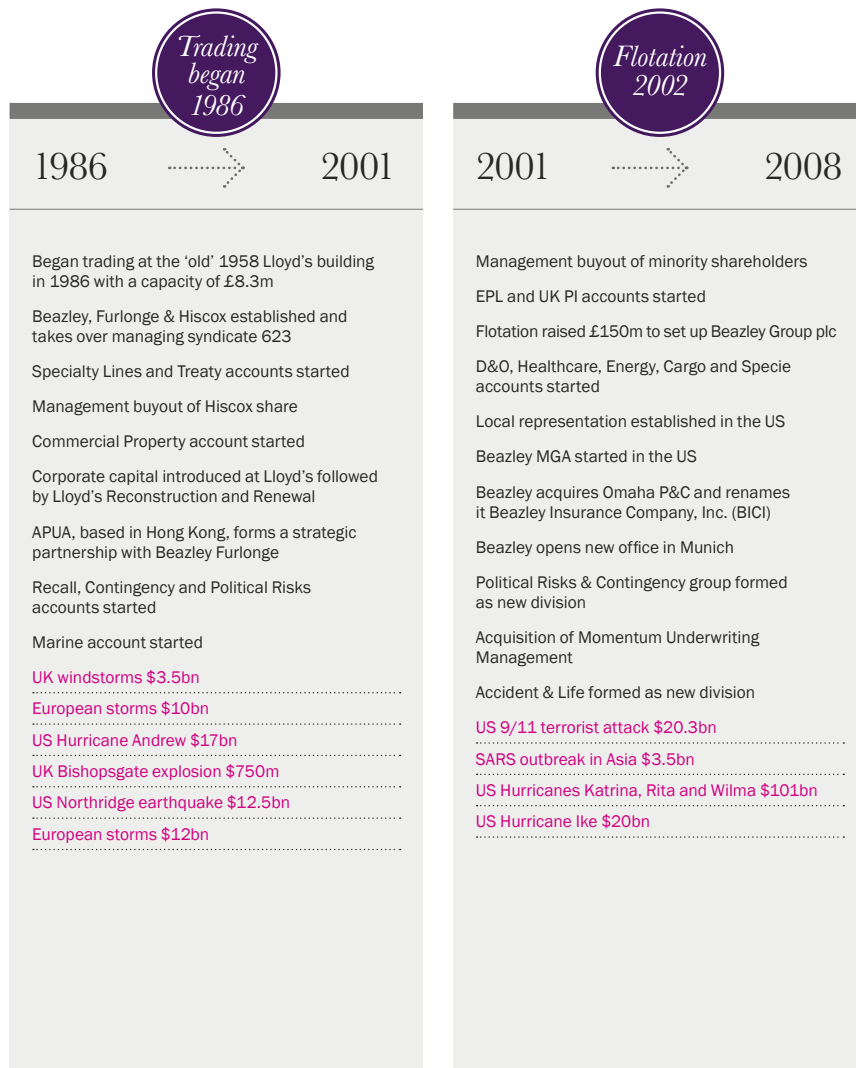 Trading
began
1986
1986
2001
Began trading at the ‘old’ 1958 Lloyd’s building
in 1986 with a capacity of £8.3m
Beazley, Furlonge & Hiscox established and
takes over managing syndicate 623
Specialty Lines and Treaty accounts started
Management buyout of Hiscox share
Commercial Property account started
Corporate capital introduced at Lloyd’s followed
by Lloyd’s Reconstruction and Renewal
APUA, based in Hong Kong, forms a strategic
partnership with Beazley Furlonge
Recall, Contingency and Political Risks
accounts started
Marine account started
UK windstorms $3.5bn
European storms $10bn
US Hurricane Andrew $17bn
UK Bishopsgate explosion $750m
US Northridge earthquake $12.5bn
European storms $12bn
Flotation
2002
2001
2008
Management buyout of minority shareholders
EPL and UK PI accounts started
Flotation raised £150m to set up Beazley Group plc
D&O, Healthcare, Energy, Cargo and Specie
accounts started
Local representation established in the US
Beazley MGA started in the US
Beazley acquires Omaha P&C and renames
it Beazley Insurance Company, Inc. (BICI)
Beazley opens new office in Munich
Political Risks & Contingency group formed
as new division
Acquisition of Momentum Underwriting
Management
Accident & Life formed as new division
US 9/11 terrorist attack $20.3bn
SARS outbreak in Asia $3.5bn
US Hurricanes Katrina, Rita and Wilma $101bn
US Hurricane Ike $20bn